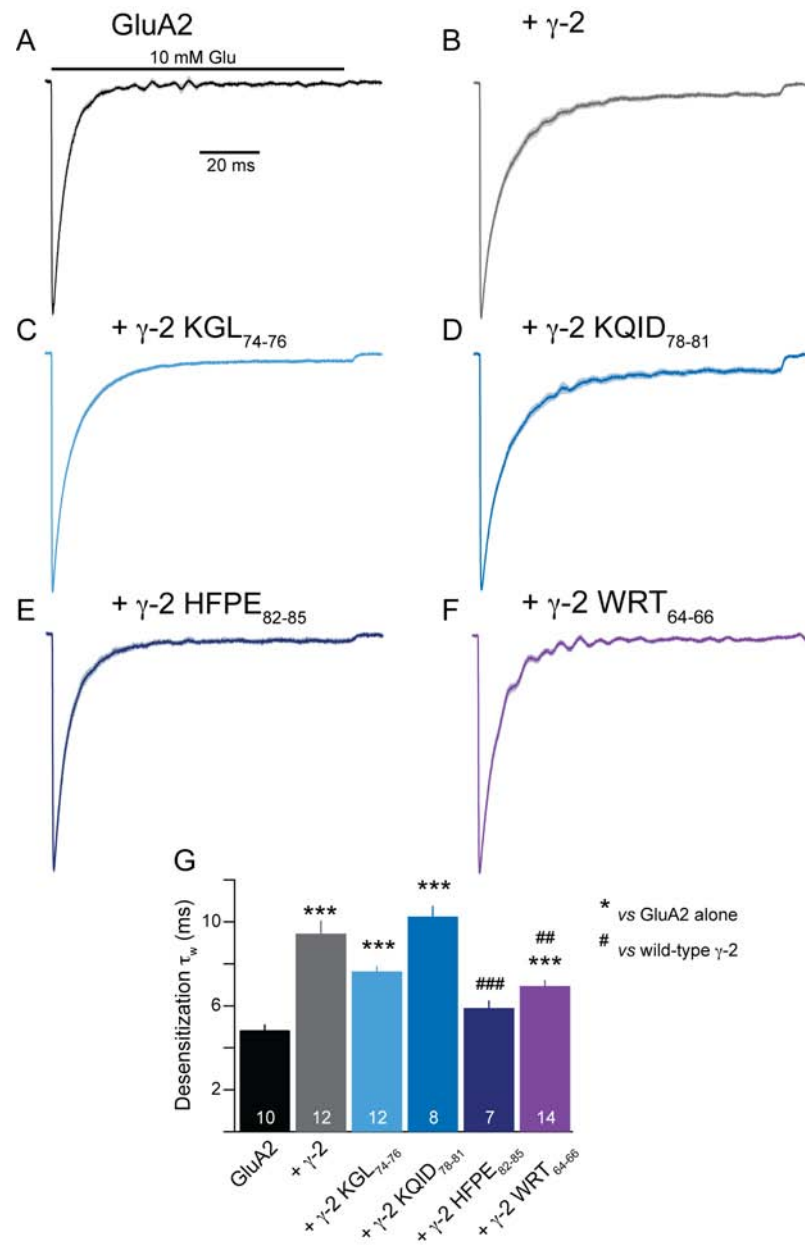 A
GluA2
10 mM Glu
20 ms
B
+ γ-2
C
+ γ-2 KGL74-76
D
+ γ-2 KQID78-81
E
+ γ-2 HFPE82-85
F
+ γ-2 WRT64-66
G
Desensitization τw (ms)
10
6
2
***
***
***
###
##
***
* vs GluA2 alone
# vs wild-type γ-2
10
12
12
8
7
14
GluA2
+ γ-2
+ γ-2 KGL74-76
+ γ-2 KQID78-81
+ γ-2 HFPE82-85
+ γ-2 WRT64-66